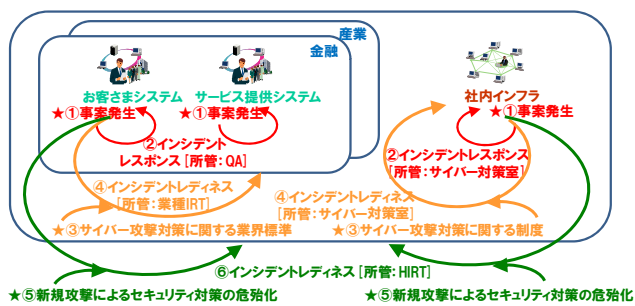 産業
金融
お客さまシステム
サービス提供システム
社内インフラ
★①事案発生
★①事案発生
★①事案発生
②インシデント
レスポンス [所管：QA]
②インシデントレスポンス
[所管：サイバー対策室]
④インシデントレディネス
[所管：業種IRT]
④インシデントレディネス
[所管：サイバー対策室]
★③サイバー攻撃対策に関する業界標準
★③サイバー攻撃対策に関する制度
⑥インシデントレディネス [所管：HIRT]
★⑤新規攻撃によるセキュリティ対策の危殆化
★⑤新規攻撃によるセキュリティ対策の危殆化